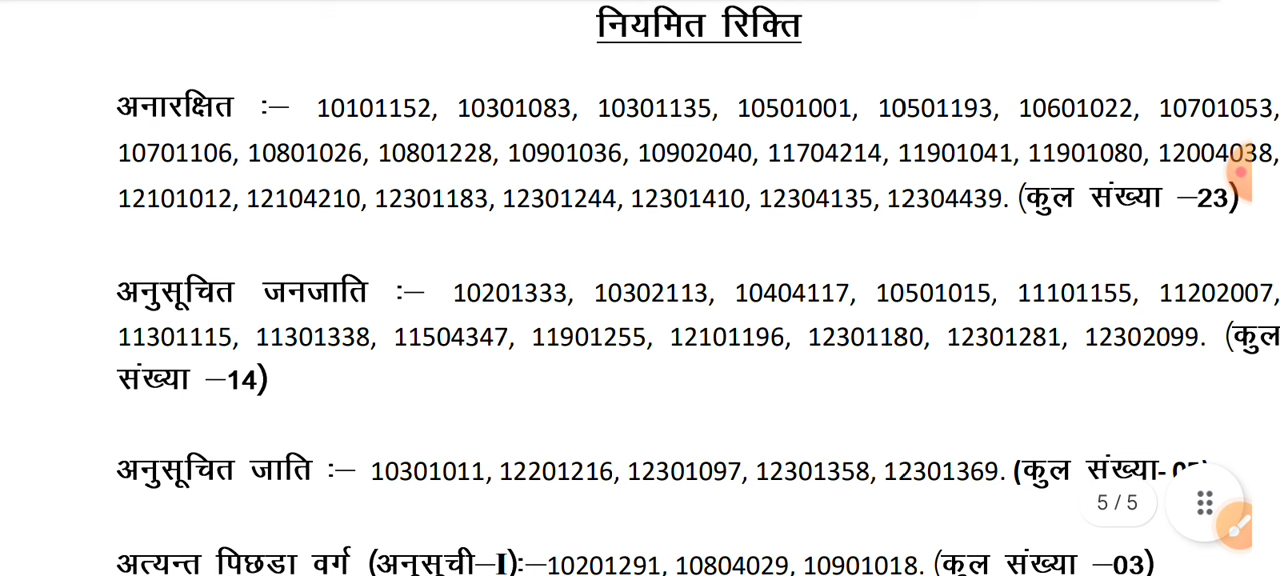 नियमित रिक्ति
अनारक्षित :– 10101152, 10301083, 10301135, 10501001, 10501193, 10601022, 10701053,
10701106, 10801026, 10801228, 10901036, 10902040, 11704214, 11901041, 11901080, 12004038,
12101012, 12104210, 12301183, 12301244, 12301410, 12304135, 12304439. (कुल संख्या –23)
अनुसूचित जनजाति :– 10201333, 10302113, 10404117, 10501015, 11101155, 11202007,
11301115, 11301338, 11504347, 11901255, 12101196, 12301180, 12301281, 12302099. (कुल
संख्या –14)
अनुसूचित जाति :– 10301011, 12201216, 12301097, 12301358, 12301369. (कुल संख्या-
5 / 5
अत्यन्त पिछडा वर्ग (अनुसूची–I):–10201291, 10804029, 10901018. (कुल संख्या –03)